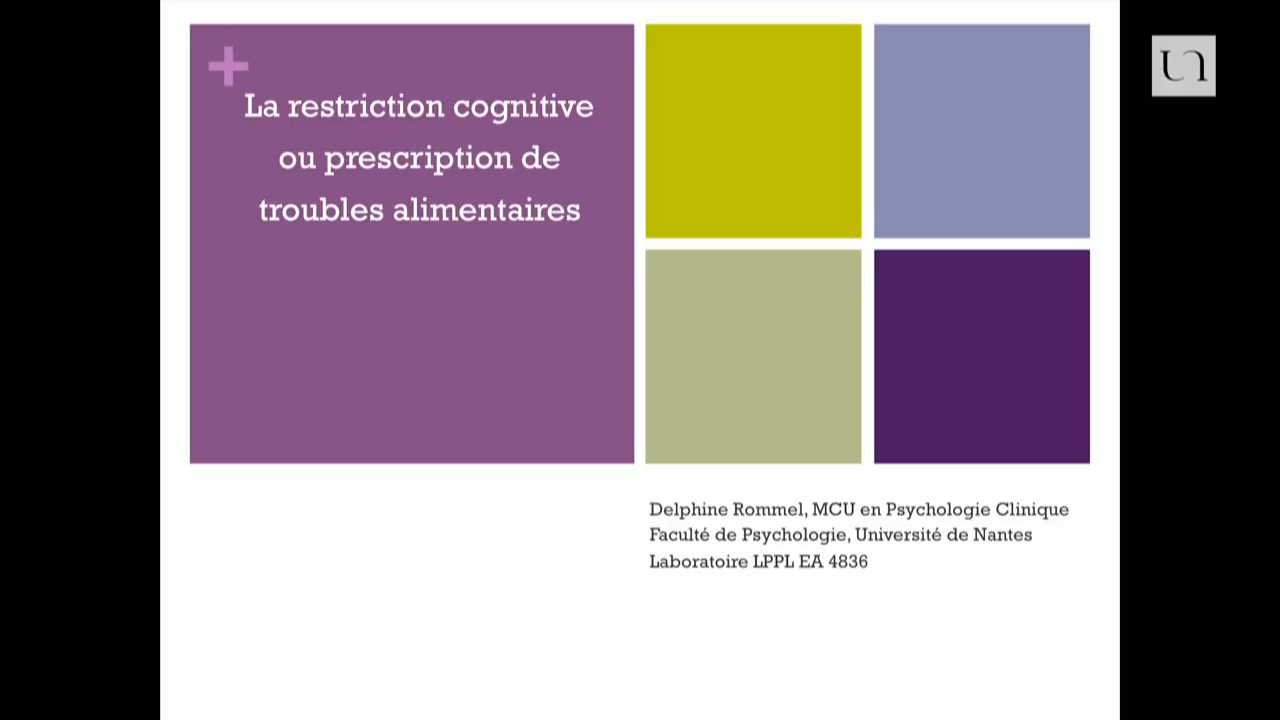 +
La restriction cognitive
ou prescription de
troubles alimentaires
Delphine Rommel, MCU en Psychologie Clinique
Faculté de Psychologie, Université de Nantes
Laboratoire LPPL EA 4836